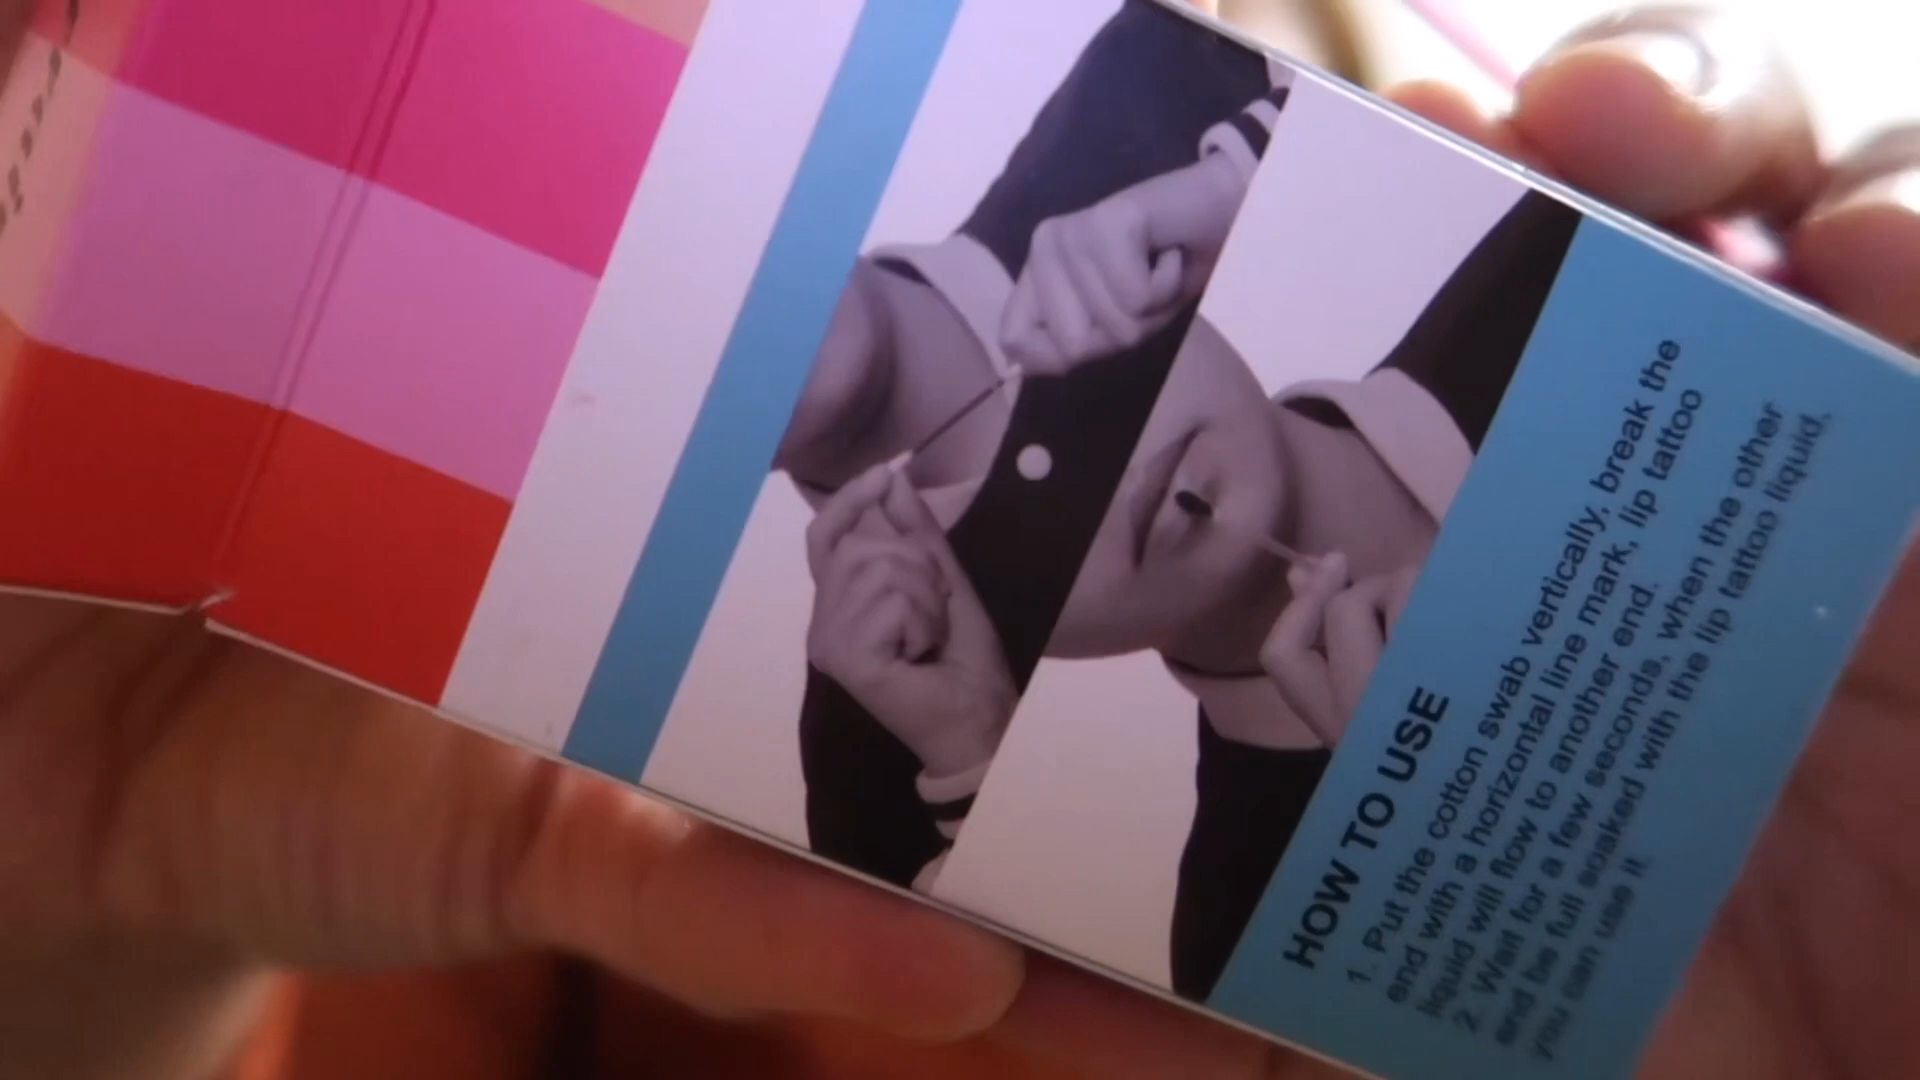 HOW TO USE
1. Put the cotton swab vertically, break the
end with a horizontal line mark, lip tattoo
liquid will flow to another end.
2. Wait for a few seconds, when the other
end be full soaked with the lip tattoo liquid,
you can use it.